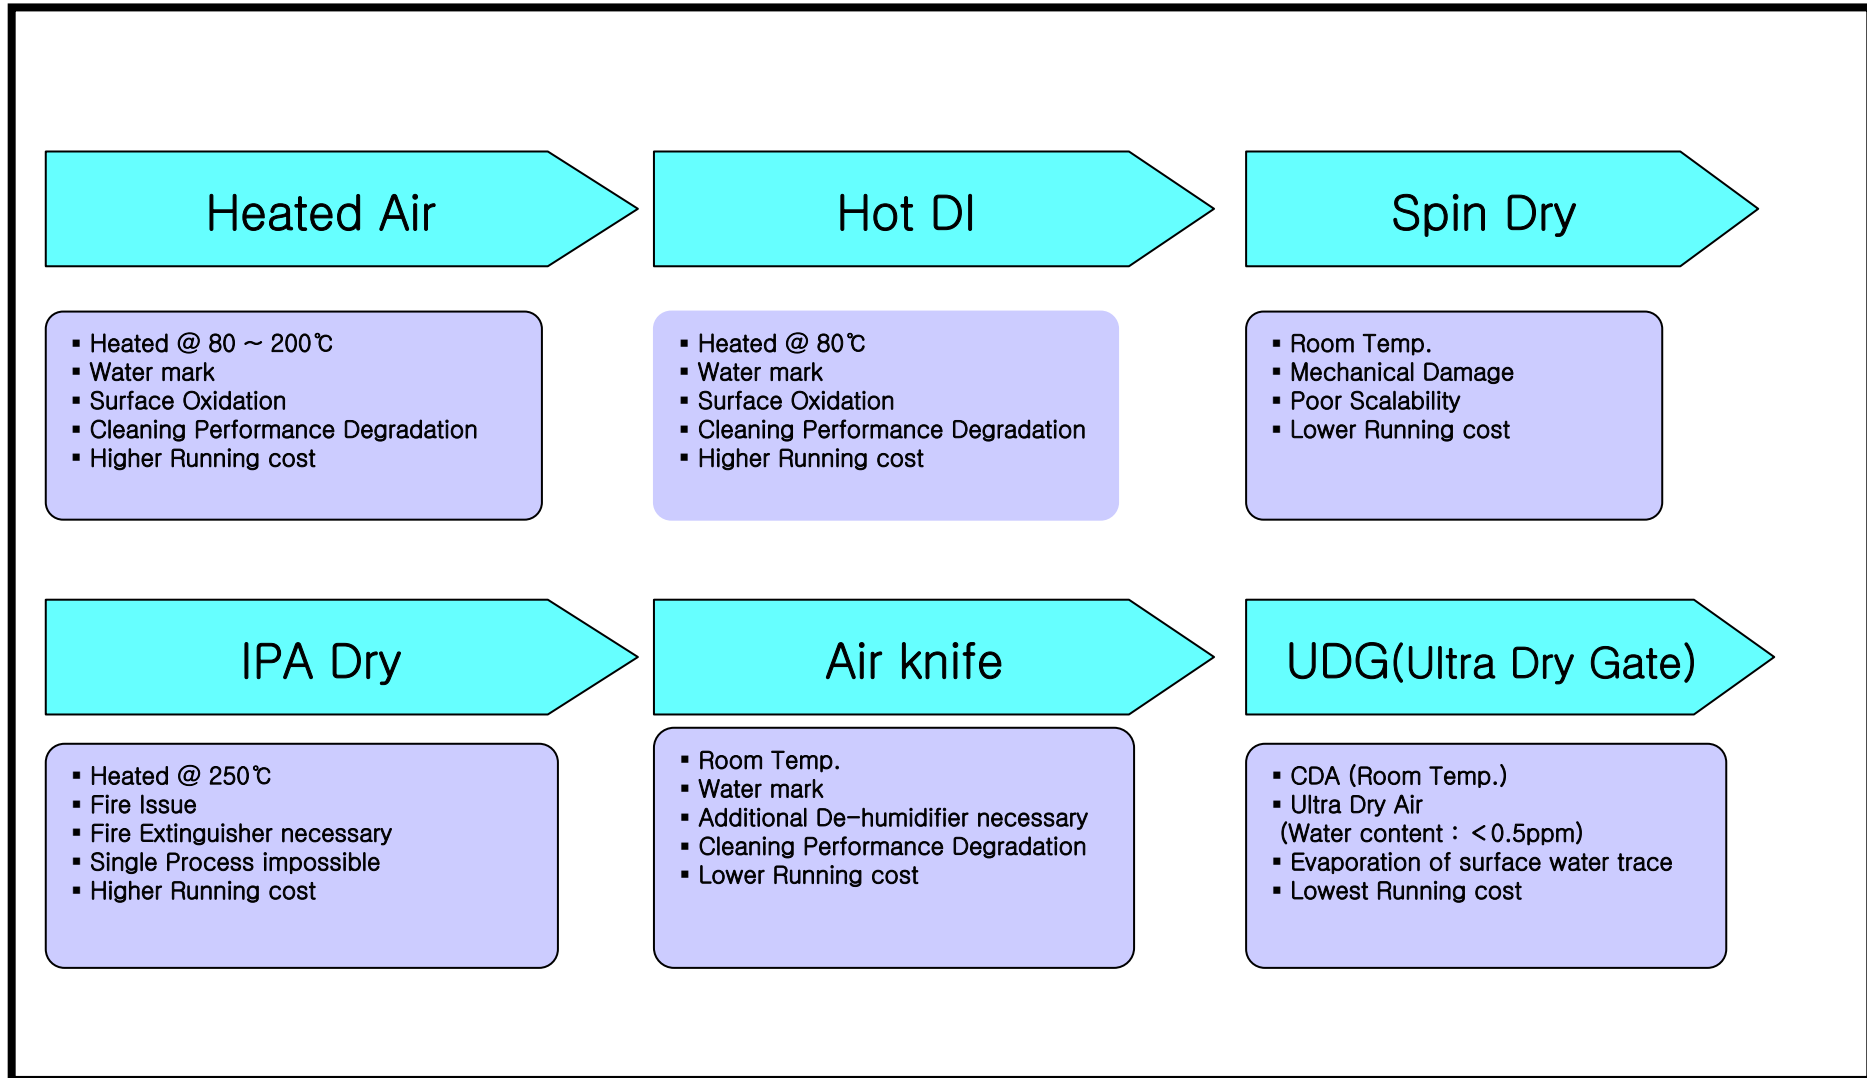 Heated Air
▪ Heated @ 80 ~ 200℃
▪ Water mark
▪ Surface Oxidation
▪ Cleaning Performance Degradation
▪ Higher Running cost
Hot DI
▪ Heated @ 80℃
▪ Water mark
▪ Surface Oxidation
▪ Cleaning Performance Degradation
▪ Higher Running cost
Spin Dry
▪ Room Temp.
▪ Mechanical Damage
▪ Poor Scalability
▪ Lower Running cost
IPA Dry
▪ Heated @ 250℃
▪ Fire Issue
▪ Fire Extinguisher necessary
▪ Single Process impossible
▪ Higher Running cost
Air knife
▪ Room Temp.
▪ Water mark
▪ Additional De-humidifier necessary
▪ Cleaning Performance Degradation
▪ Lower Running cost
UDG(Ultra Dry Gate)
▪ CDA (Room Temp.)
▪ Ultra Dry Air
(Water content : <0.5ppm)
▪ Evaporation of surface water trace
▪ Lowest Running cost